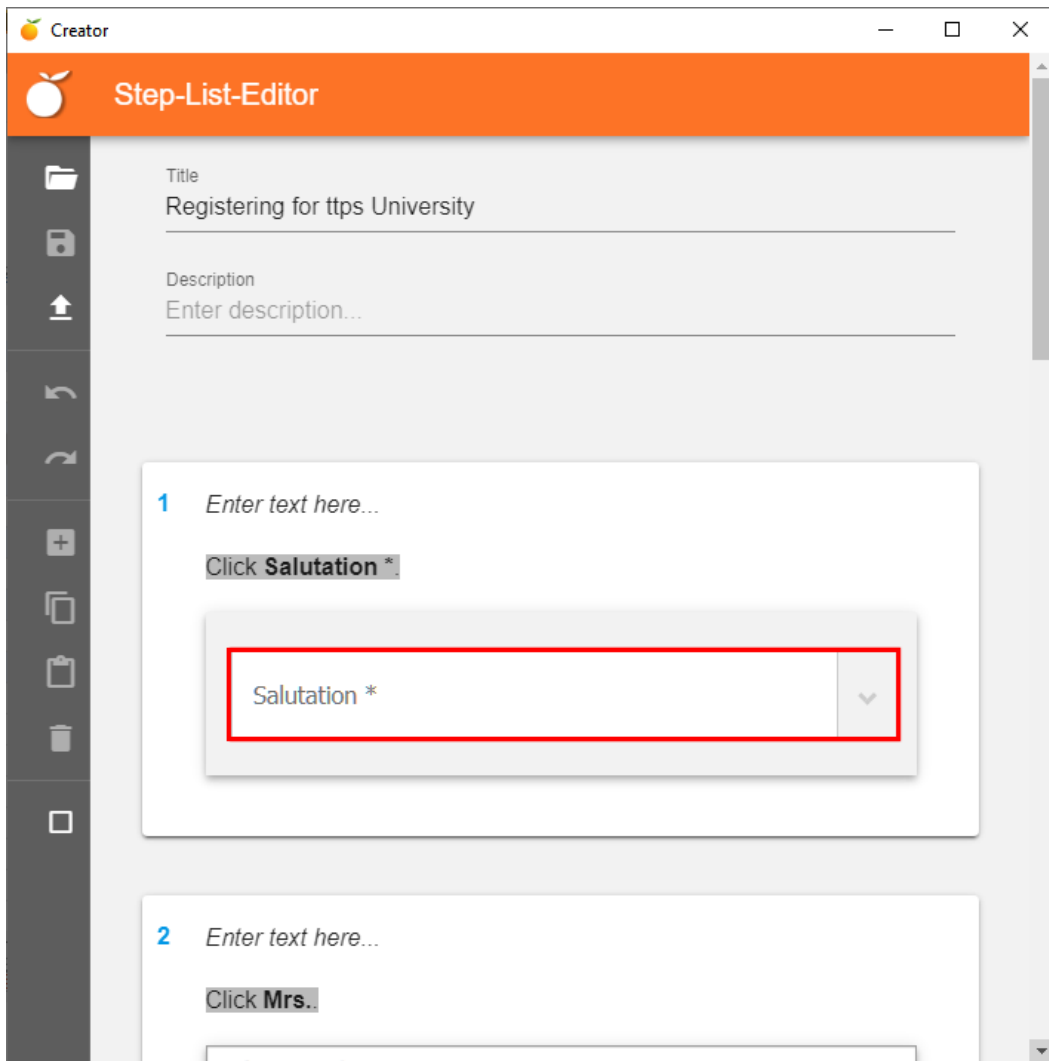 Creator
Step-List-Editor
Title
Registering for ttps University
Description
Enter description...
1 Enter text here...
Click Salutation *.
Salutation *
2 Enter text here...
Click Mrs..